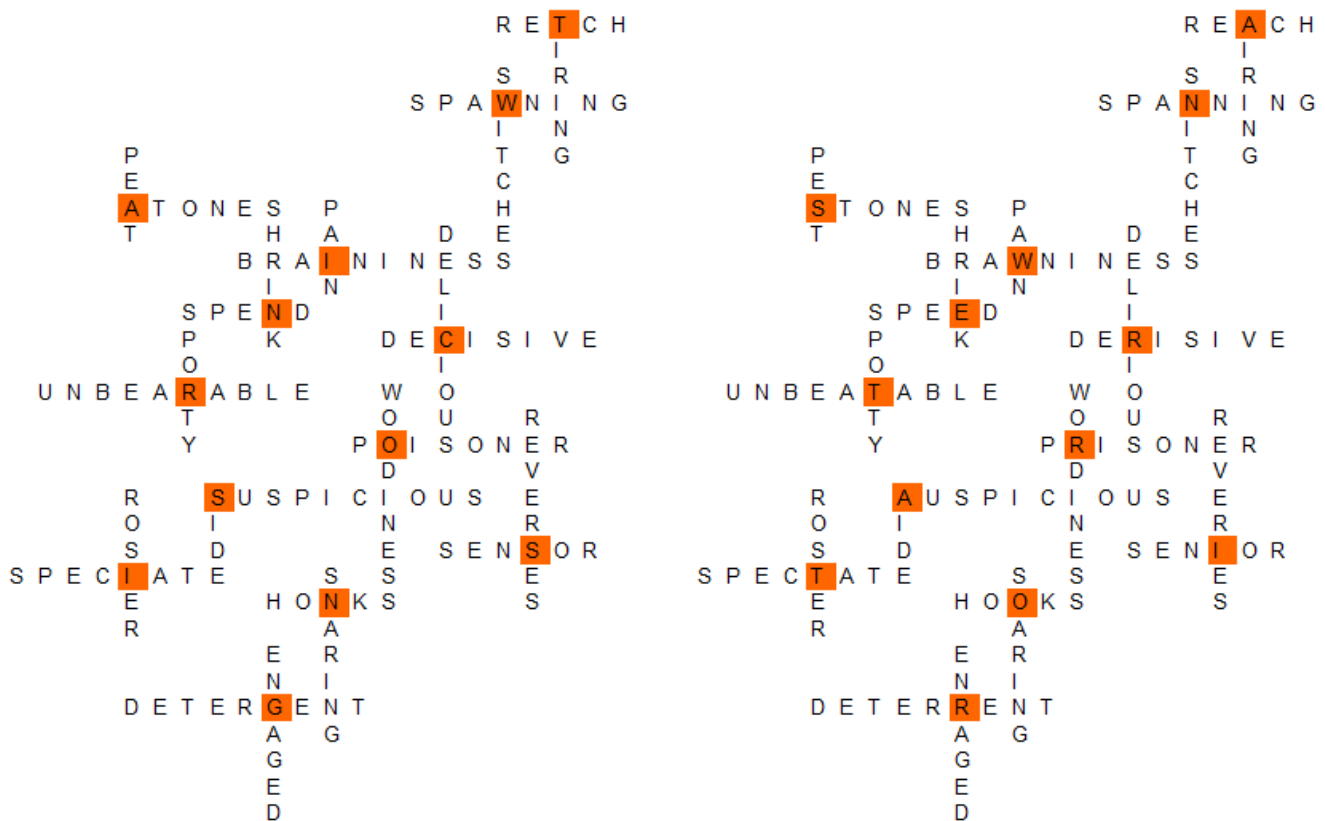 RETCH
TIRING
SWITCHES
SPAWNING
PEAT
ATONES
SHRINK
PAIN
DELICIOUS
BRAININESS
SPEND
SPORTY
DECISIVE
UNBEARABLE
WOODINESS
REVERSES
POISONER
SUSPICIOUS
SIDE
ROSIER
SENSOR
SPECIATE
SNARING
HONKS
ENGAGED
DETERGENT
REACH
AIRING
SNITCHES
SPANNING
PEST
STONES
SHRIEK
PAWN
DELIRIOUS
BRAWNINESS
SPEED
SPOTTY
DERISIVE
UNBEATABLE
WORDINESS
REVERIES
PRISONER
AUSPICIOUS
AIDE
ROSTER
SENIOR
SPECTATE
SOARING
HOOKS
ENRAGED
DETERRENT